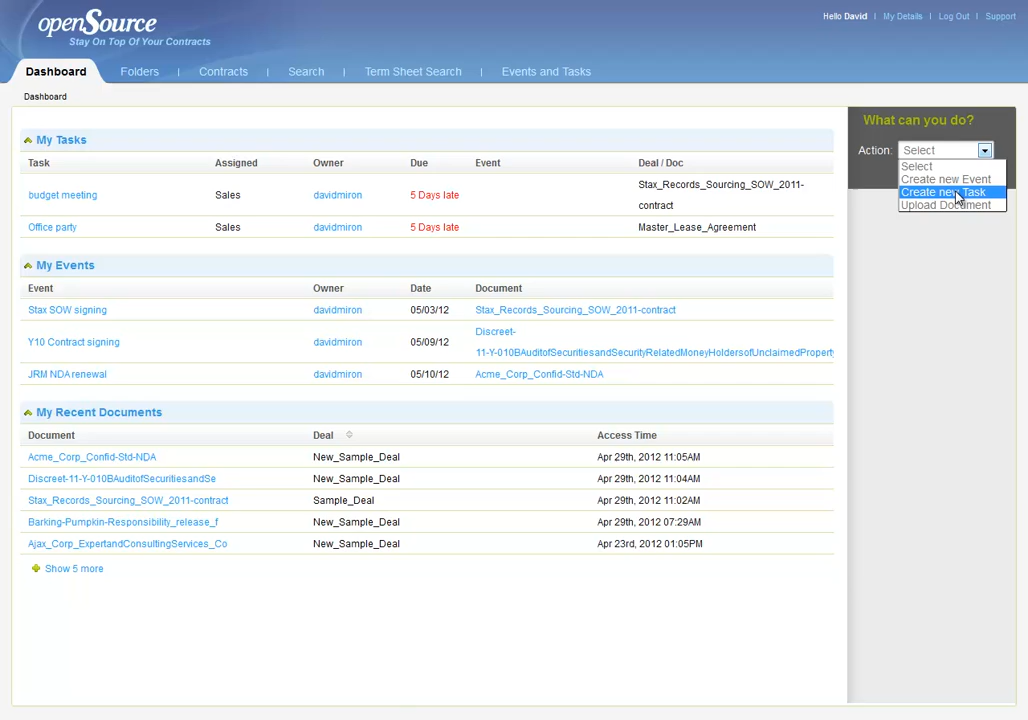 openSource
Stay On Top Of Your Contracts
Hello David | My Details | Log Out | Support
Dashboard Folders | Contracts | Search | Term Sheet Search | Events and Tasks
Dashboard
What can you do?
Action: Select
Select
Create new Event
Create new Task
Upload Document
My Tasks
Task Assigned Owner Due Event Deal / Doc
budget meeting Sales davidmiron 5 Days late Stax_Records_Sourcing_SOW_2011-
contract
Office party Sales davidmiron 5 Days late Master_Lease_Agreement
My Events
Event Owner Date Document
Stax SOW signing davidmiron 05/03/12 Stax_Records_Sourcing_SOW_2011-contract
Discreet-
Y10 Contract signing davidmiron 05/09/12
11-Y-010BAuditofSecuritiesandSecurityRelatedMoneyHoldersofUnclaimedProperty
JRM NDA renewal davidmiron 05/10/12 Acme_Corp_Confid-Std-NDA
My Recent Documents
Document Deal Access Time
Acme_Corp_Confid-Std-NDA New_Sample_Deal Apr 29th, 2012 11:05AM
Discreet-11-Y-010BAuditofSecuritiesandSe New_Sample_Deal Apr 29th, 2012 11:04AM
Stax_Records_Sourcing_SOW_2011-contract Sample_Deal Apr 29th, 2012 11:02AM
Barking-Pumpkin-Responsibility_release_f New_Sample_Deal Apr 29th, 2012 07:29AM
Ajax_Corp_ExpertandConsultingServices_Co New_Sample_Deal Apr 23rd, 2012 01:05PM
Show 5 more